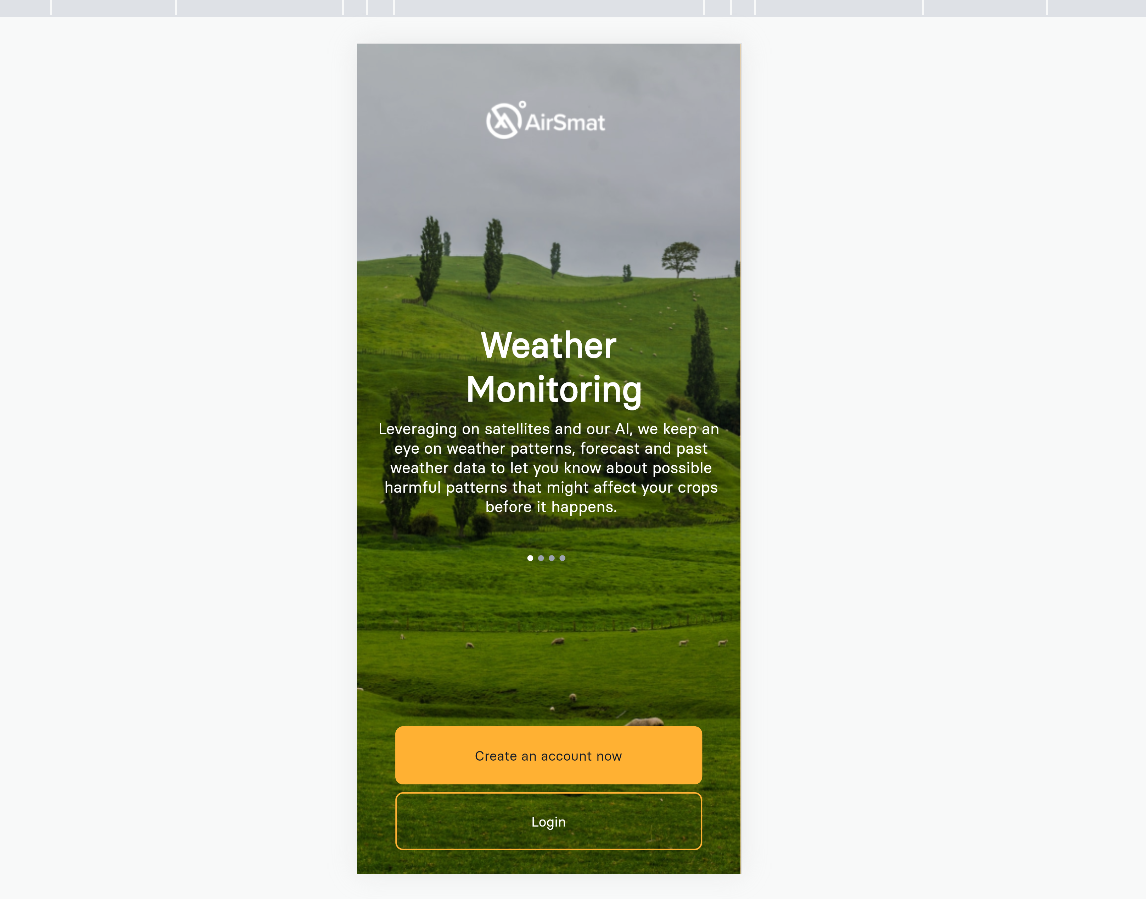 AirSmat
Weather
Monitoring
Leveraging on satellites and our AI, we keep an
eye on weather patterns, forecast and past
weather data to let you know about possible
harmful patterns that might affect your crops
before it happens.
Create an account now
Login